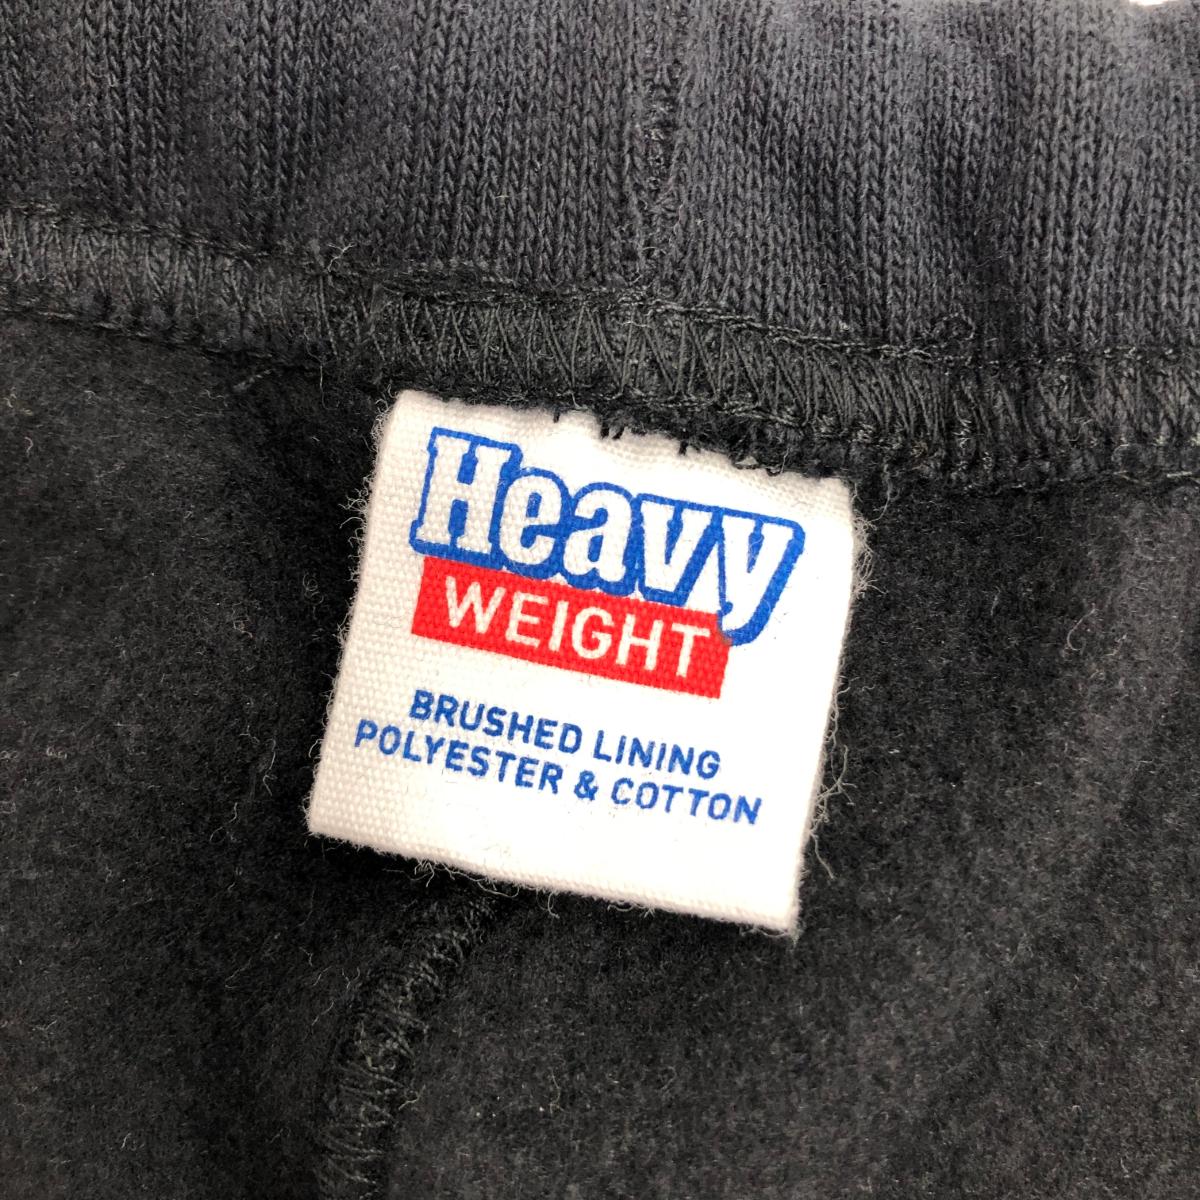 Heavy
WEIGHT
BRUSHED LINING
POLYESTER & COTTON